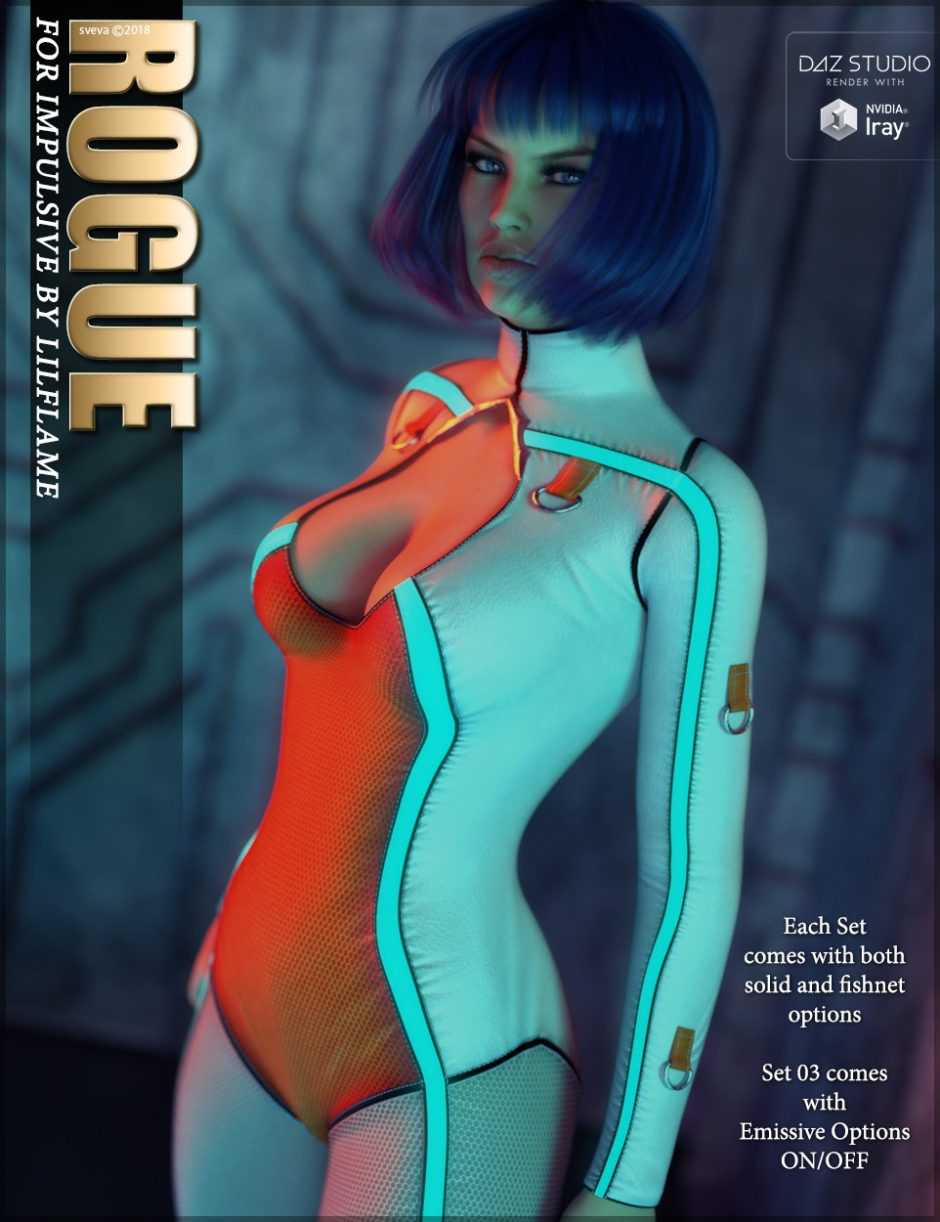 sveva ©2018
ROGUE
FOR IMPULSIVE BY LILFLAME
DAZ STUDIO
RENDER WITH
NVIDIA®
Iray®
Each Set
comes with both
solid and fishnet
options
Set 03 comes
with
Emissive Options
ON/OFF